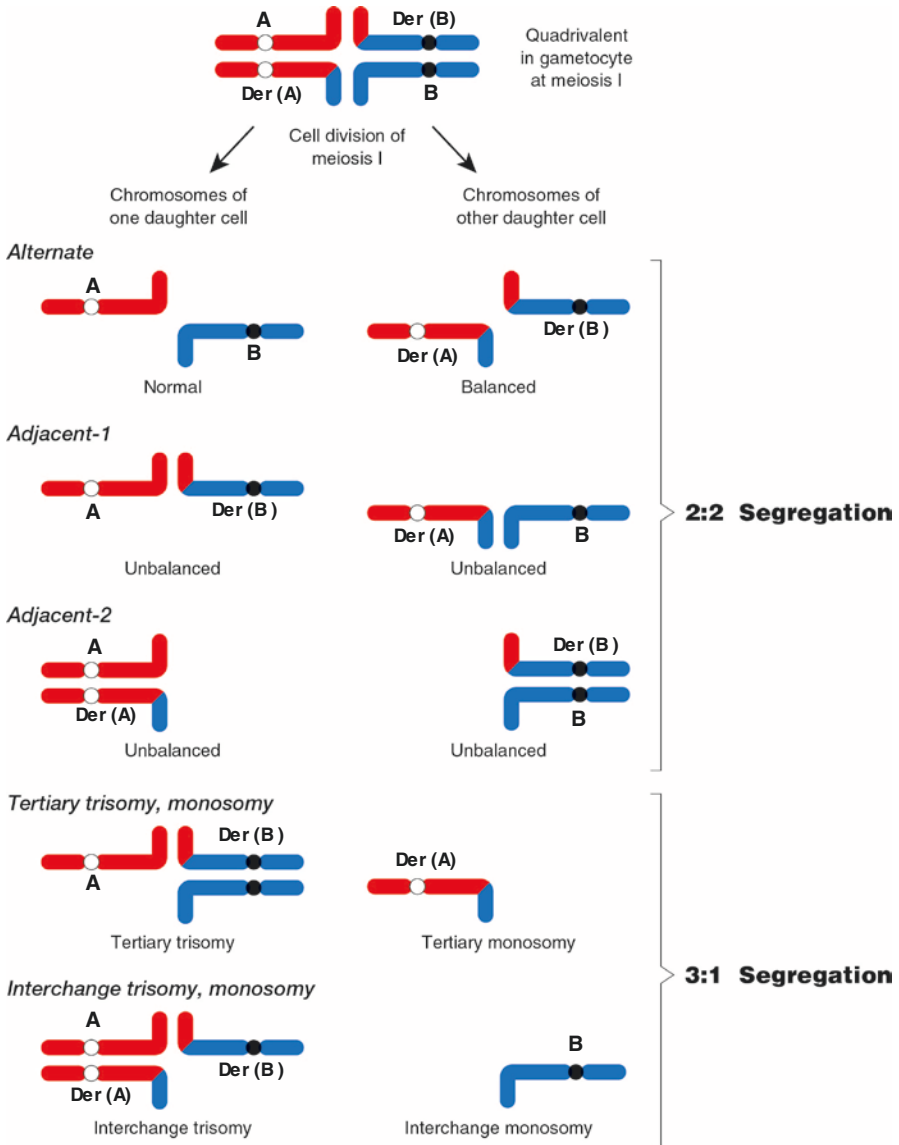 A
Der (B)
Quadrivalent
in gametocyte
at meiosis I
Der (A)
B
Cell division of
meiosis I
Chromosomes of
one daughter cell
Chromosomes of
other daughter cell
Alternate
A
B
Der (A)
Der (B )
Normal
Balanced
Adjacent-1
A
Der (B )
Der (A)
B
Unbalanced
Unbalanced
2:2 Segregation
Adjacent-2
A
Der (A)
Der (B )
B
Unbalanced
Unbalanced
Tertiary trisomy, monosomy
Der (B )
A
Der (A)
Tertiary trisomy
Tertiary monosomy
3:1 Segregation
Interchange trisomy, monosomy
A
Der (A)
Der (B )
B
Interchange trisomy
Interchange monosomy